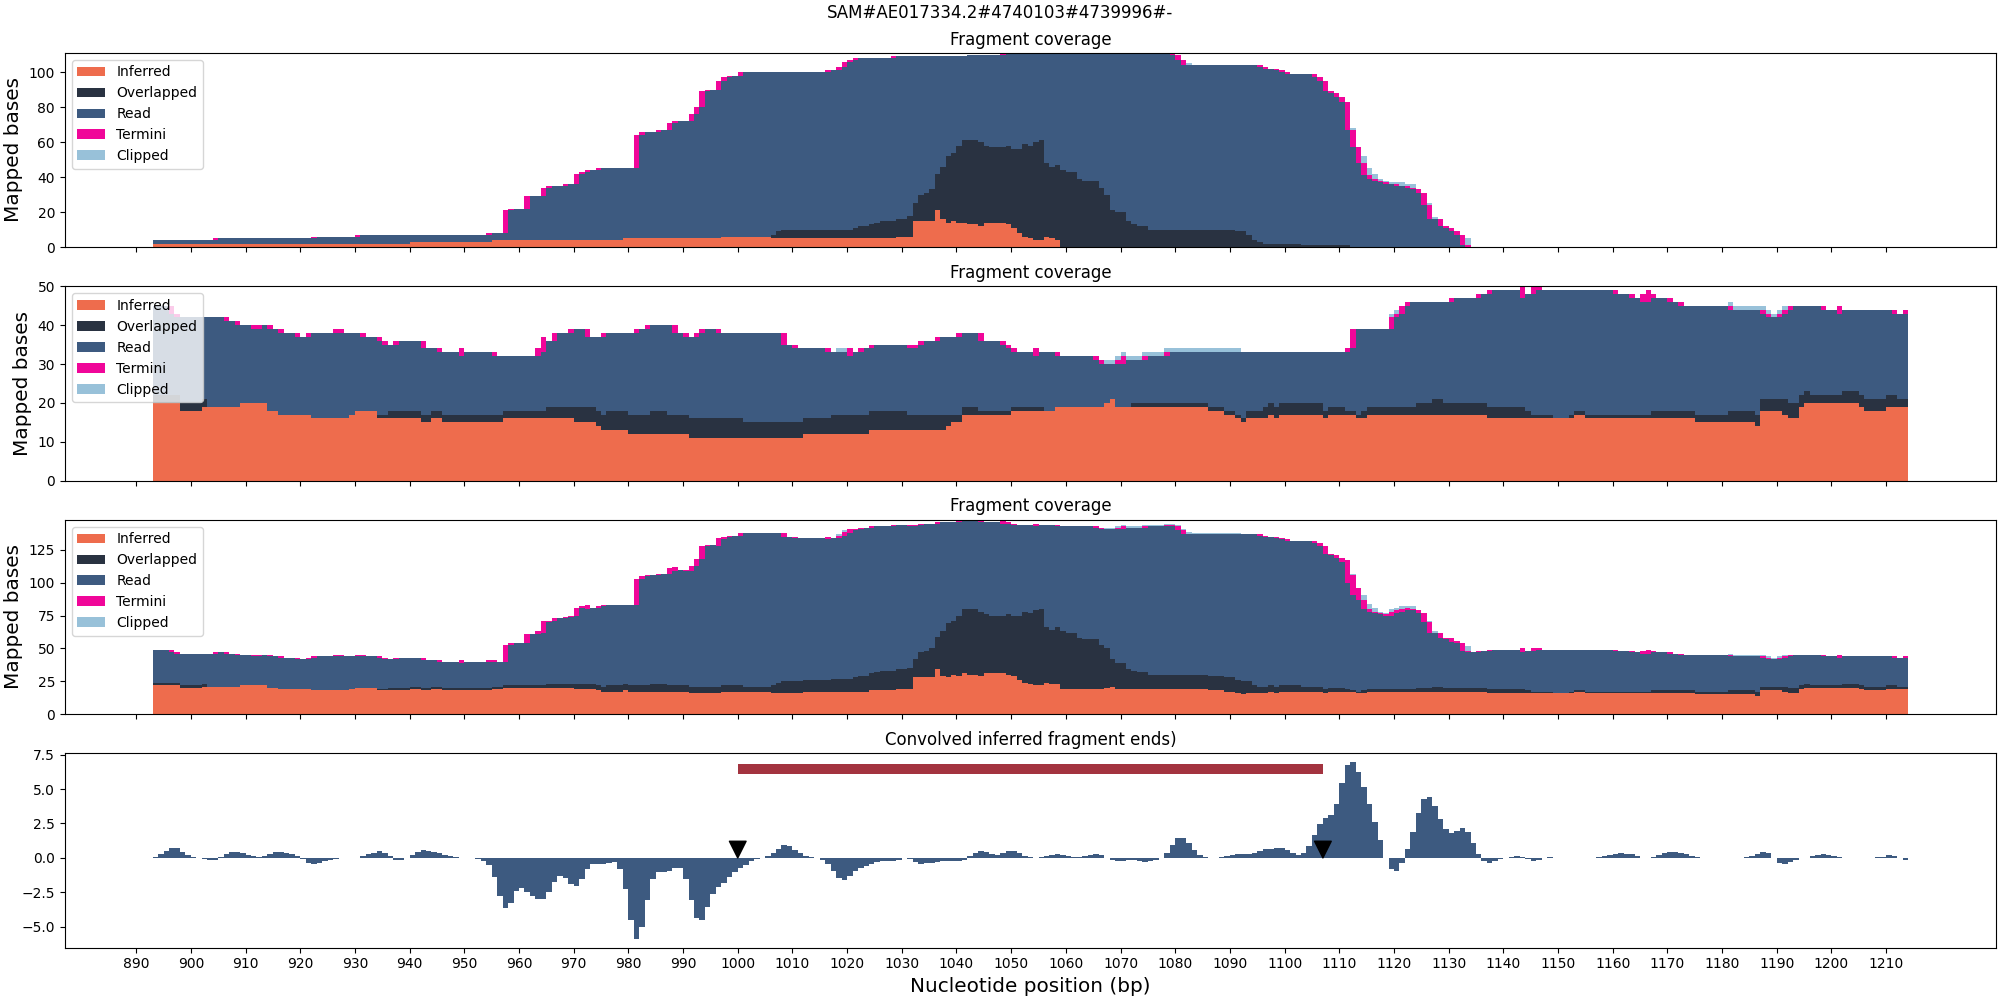 SAM#AE017334.2#4740103#4739996#-
Fragment coverage
Mapped bases
100
80
60
40
20
0
Inferred
Overlapped
Read
Termini
Clipped
Fragment coverage
Mapped bases
50
40
30
20
10
0
Inferred
Overlapped
Read
Termini
Clipped
Fragment coverage
Mapped bases
125
100
75
50
25
0
Inferred
Overlapped
Read
Termini
Clipped
Convolved inferred fragment ends)
7.5
5.0
2.5
0.0
−2.5
−5.0
890 900 910 920 930 940 950 960 970 980 990 1000 1010 1020 1030 1040 1050 1060 1070 1080 1090 1100 1110 1120 1130 1140 1150 1160 1170 1180 1190 1200 1210
Nucleotide position (bp)